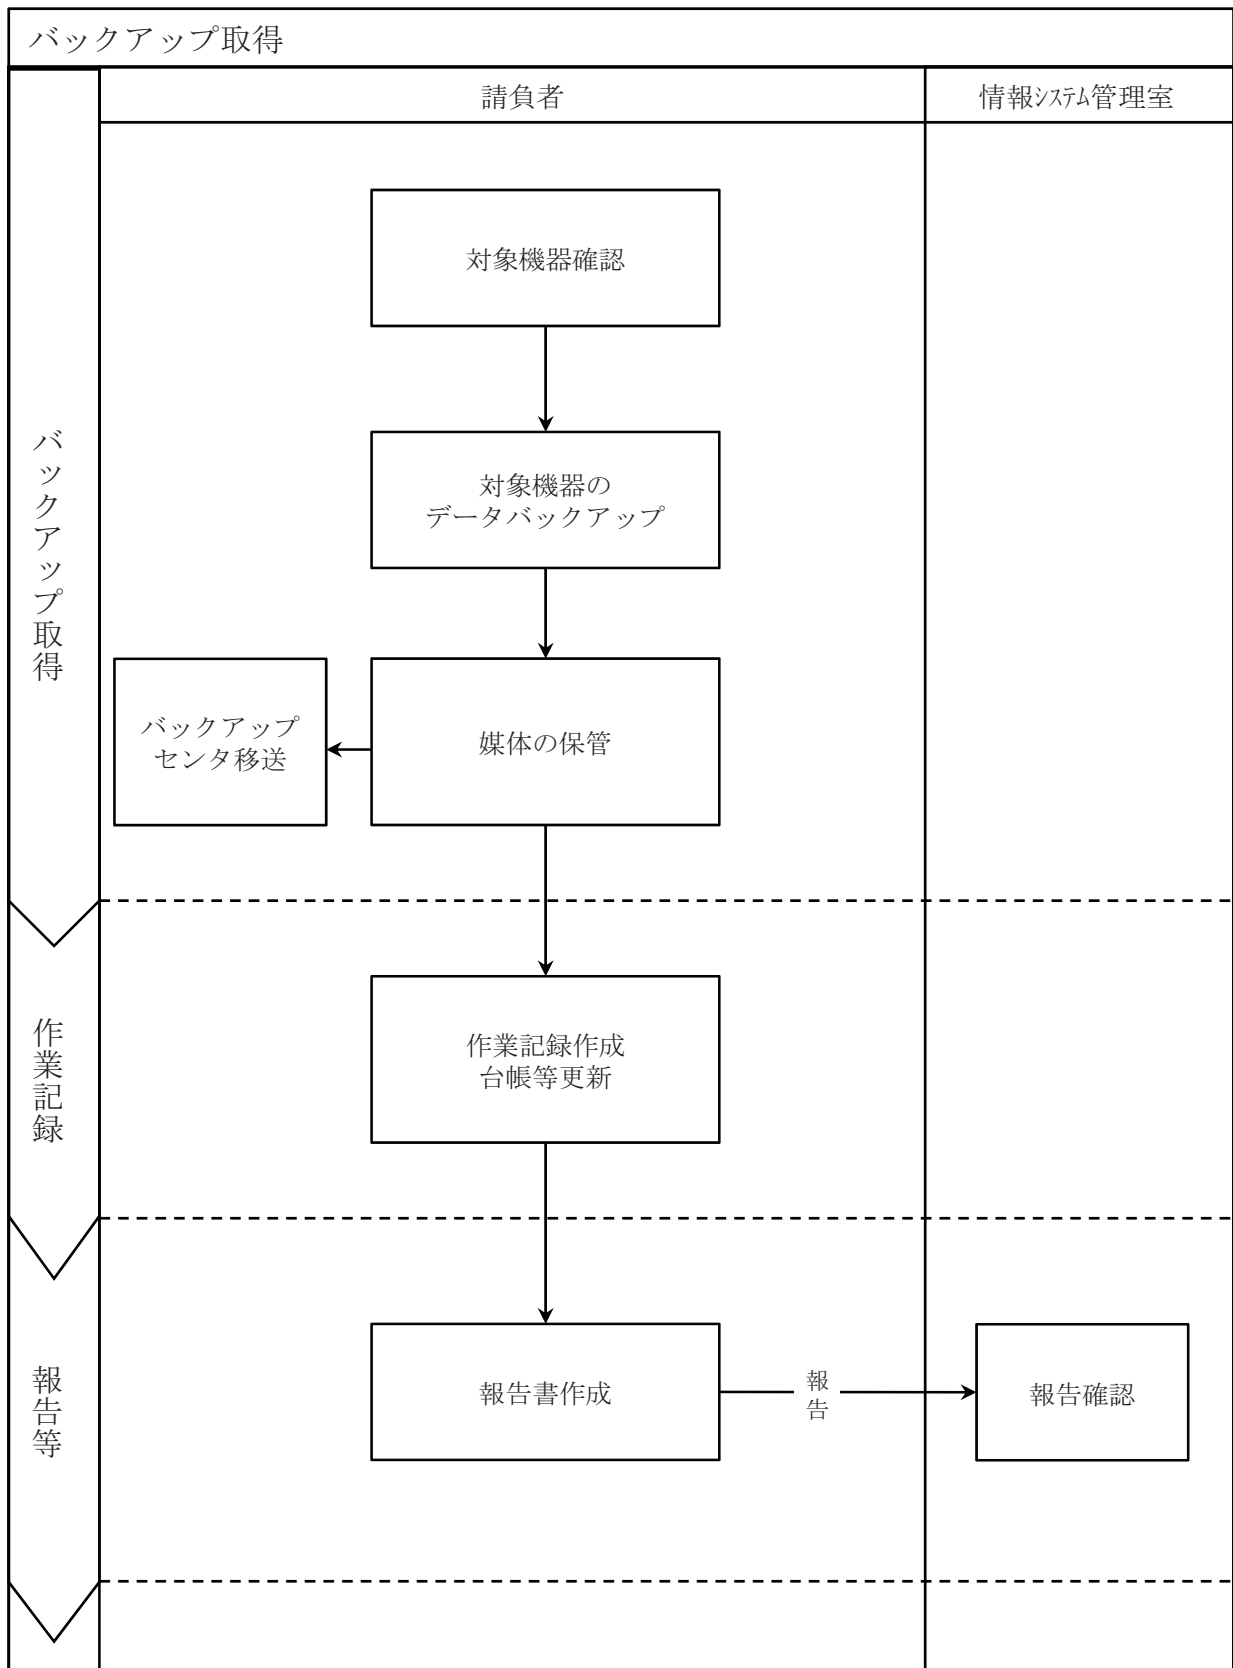 バックアップ取得
請負者
情報システム管理室
バックアップ取得
対象機器確認
対象機器の
データバックアップ
バックアップ
センタ移送
媒体の保管
作業記録
作業記録作成
台帳等更新
報告等
報告書作成
報告
報告確認